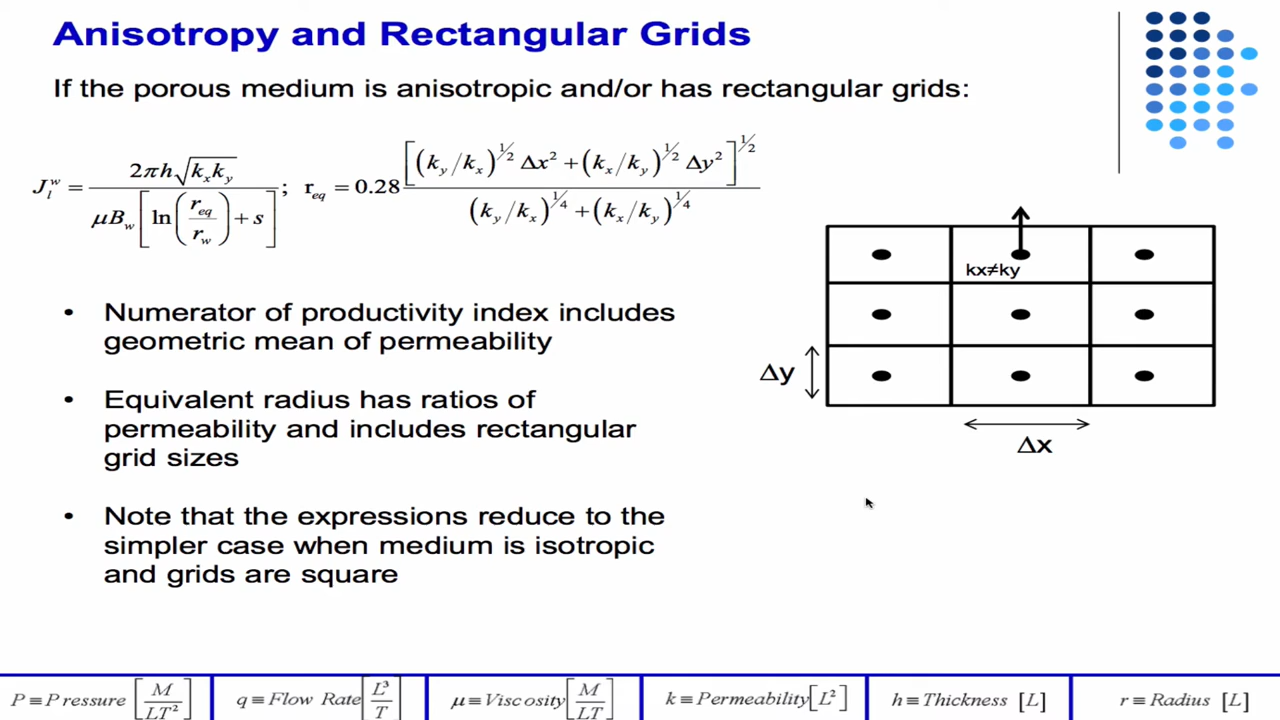 Anisotropy and Rectangular Grids
If the porous medium is anisotropic and/or has rectangular grids:
J_l^w = 2πh√(k_x k_y) / μB_w [ln(r_eq / r_w) + s] ; r_eq = 0.28 [(k_y/k_x)^{1/2} Δx² + (k_x/k_y)^{1/2} Δy²]^{1/2} / (k_y/k_x)^{1/4} + (k_x/k_y)^{1/4}
kx≠ky
• Numerator of productivity index includes
geometric mean of permeability
Δy
Δx
• Equivalent radius has ratios of
permeability and includes rectangular
grid sizes
• Note that the expressions reduce to the
simpler case when medium is isotropic
and grids are square
P ≡ Pressure [M / LT²]
q ≡ Flow Rate [L³ / T]
μ ≡ Viscosity [M / LT]
k ≡ Permeability [L²]
h ≡ Thickness [L]
r ≡ Radius [L]